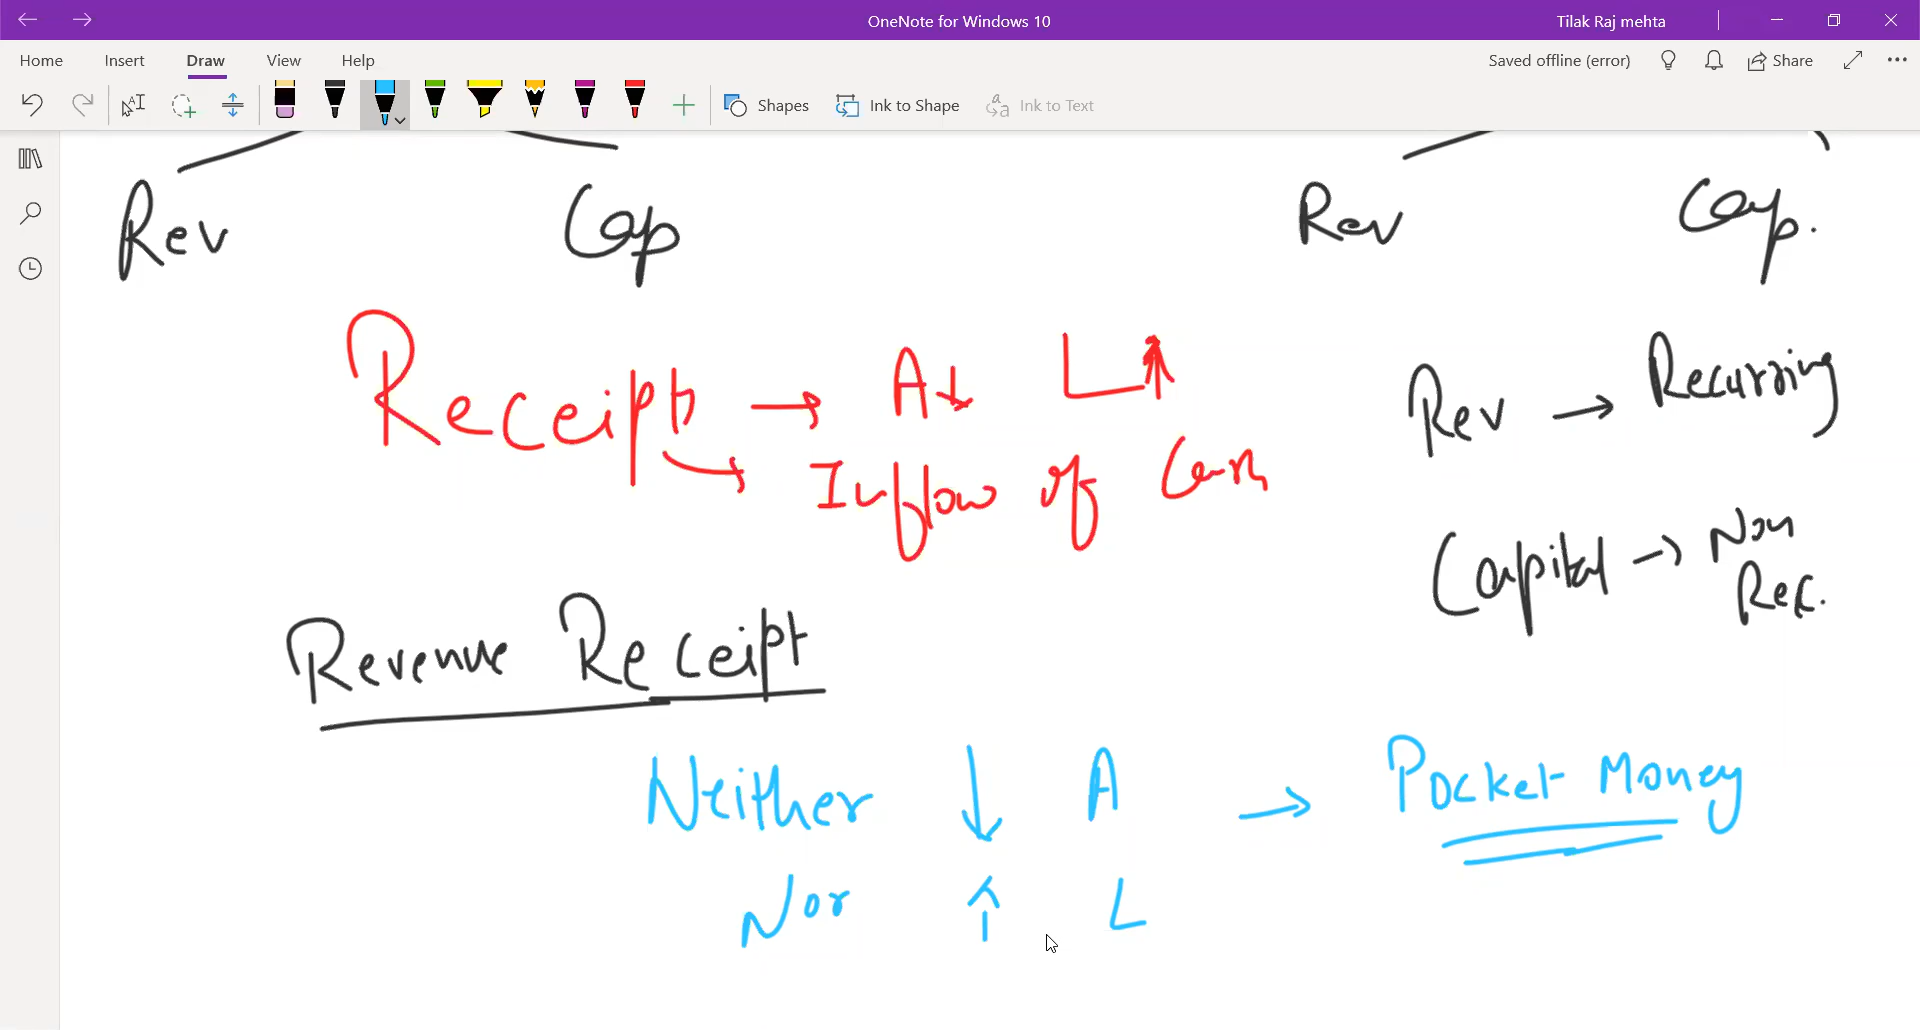 OneNote for Windows 10
Tilak Raj mehta
Home Insert Draw View Help
Saved offline (error) Share
Shapes Ink to Shape Ink to Text
Rev Cap Rev Cap.
Receipt → A↓ L↑
Rev → Recurring
→ Inflow of Cash
Capital → Non Rec.
Revenue Receipt
Neither ↓ A → Pocket Money
Nor ↑ L